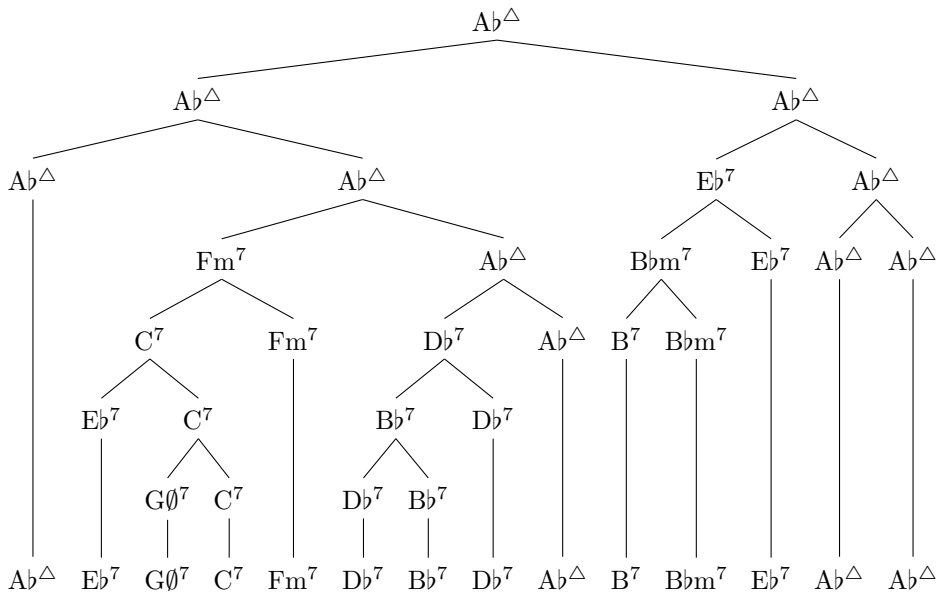 A♭△
A♭△ A♭△
A♭△ A♭△ E♭⁷ A♭△
Fm⁷ A♭△ B♭m⁷ E♭⁷ A♭△ A♭△
C⁷ Fm⁷ D♭⁷ A♭△ B⁷ B♭m⁷
E♭⁷ C⁷ B♭⁷ D♭⁷
G∅⁷ C⁷ D♭⁷ B♭⁷
A♭△ E♭⁷ G∅⁷ C⁷ Fm⁷ D♭⁷ B♭⁷ D♭⁷ A♭△ B⁷ B♭m⁷ E♭⁷ A♭△ A♭△